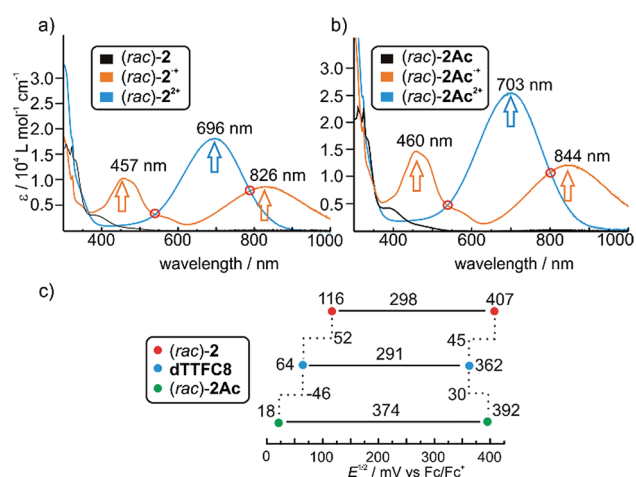 a)
(rac)-2
(rac)-2·+
(rac)-2²⁺
3.0
2.5
2.0
1.5
1.0
0.5
ε / 10⁴ L mol⁻¹ cm⁻¹
457 nm
696 nm
826 nm
400 600 800 1000
wavelength / nm
b)
(rac)-2Ac
(rac)-2Ac·+
(rac)-2Ac²⁺
3.0
2.5
2.0
1.5
1.0
0.5
460 nm
703 nm
844 nm
400 600 800 1000
wavelength / nm
c)
(rac)-2
dTTFC8
(rac)-2Ac
116 298 407
52 45
64 291 362
-46 30
18 374 392
0 100 200 300 400
E^1/2 / mV vs Fc/Fc⁺